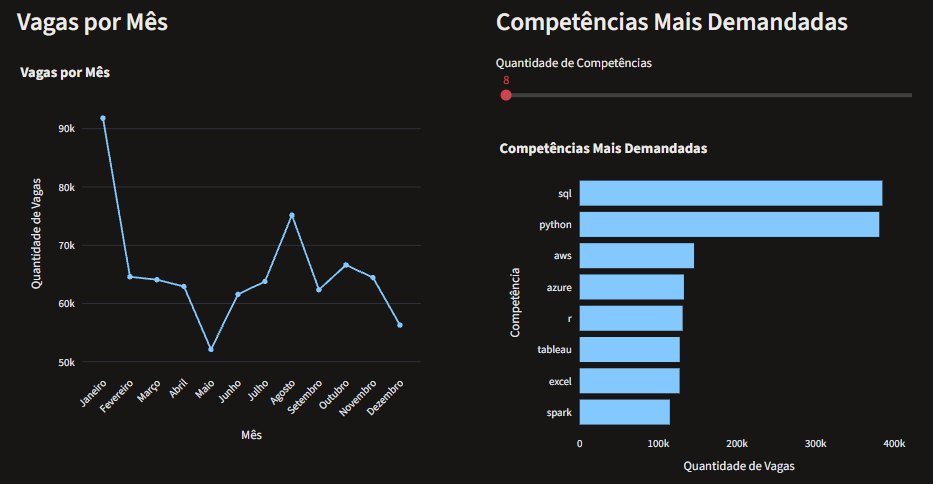 Vagas por Mês
Vagas por Mês
Quantidade de Vagas
90k
80k
70k
60k
50k
Janeiro
Fevereiro
Março
Abril
Maio
Junho
Julho
Agosto
Setembro
Outubro
Novembro
Dezembro
Mês
Competências Mais Demandadas
Quantidade de Competências
8
Competências Mais Demandadas
Competência
sql
python
aws
azure
r
tableau
excel
spark
0
100k
200k
300k
400k
Quantidade de Vagas